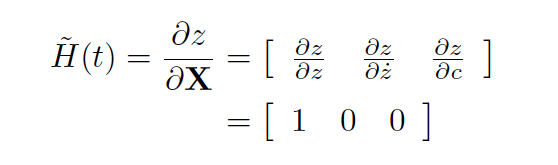 H̃(t) = ∂z/∂𝐗 = [ ∂z/∂z ∂z/∂ż ∂z/∂c ]
= [ 1 0 0 ]